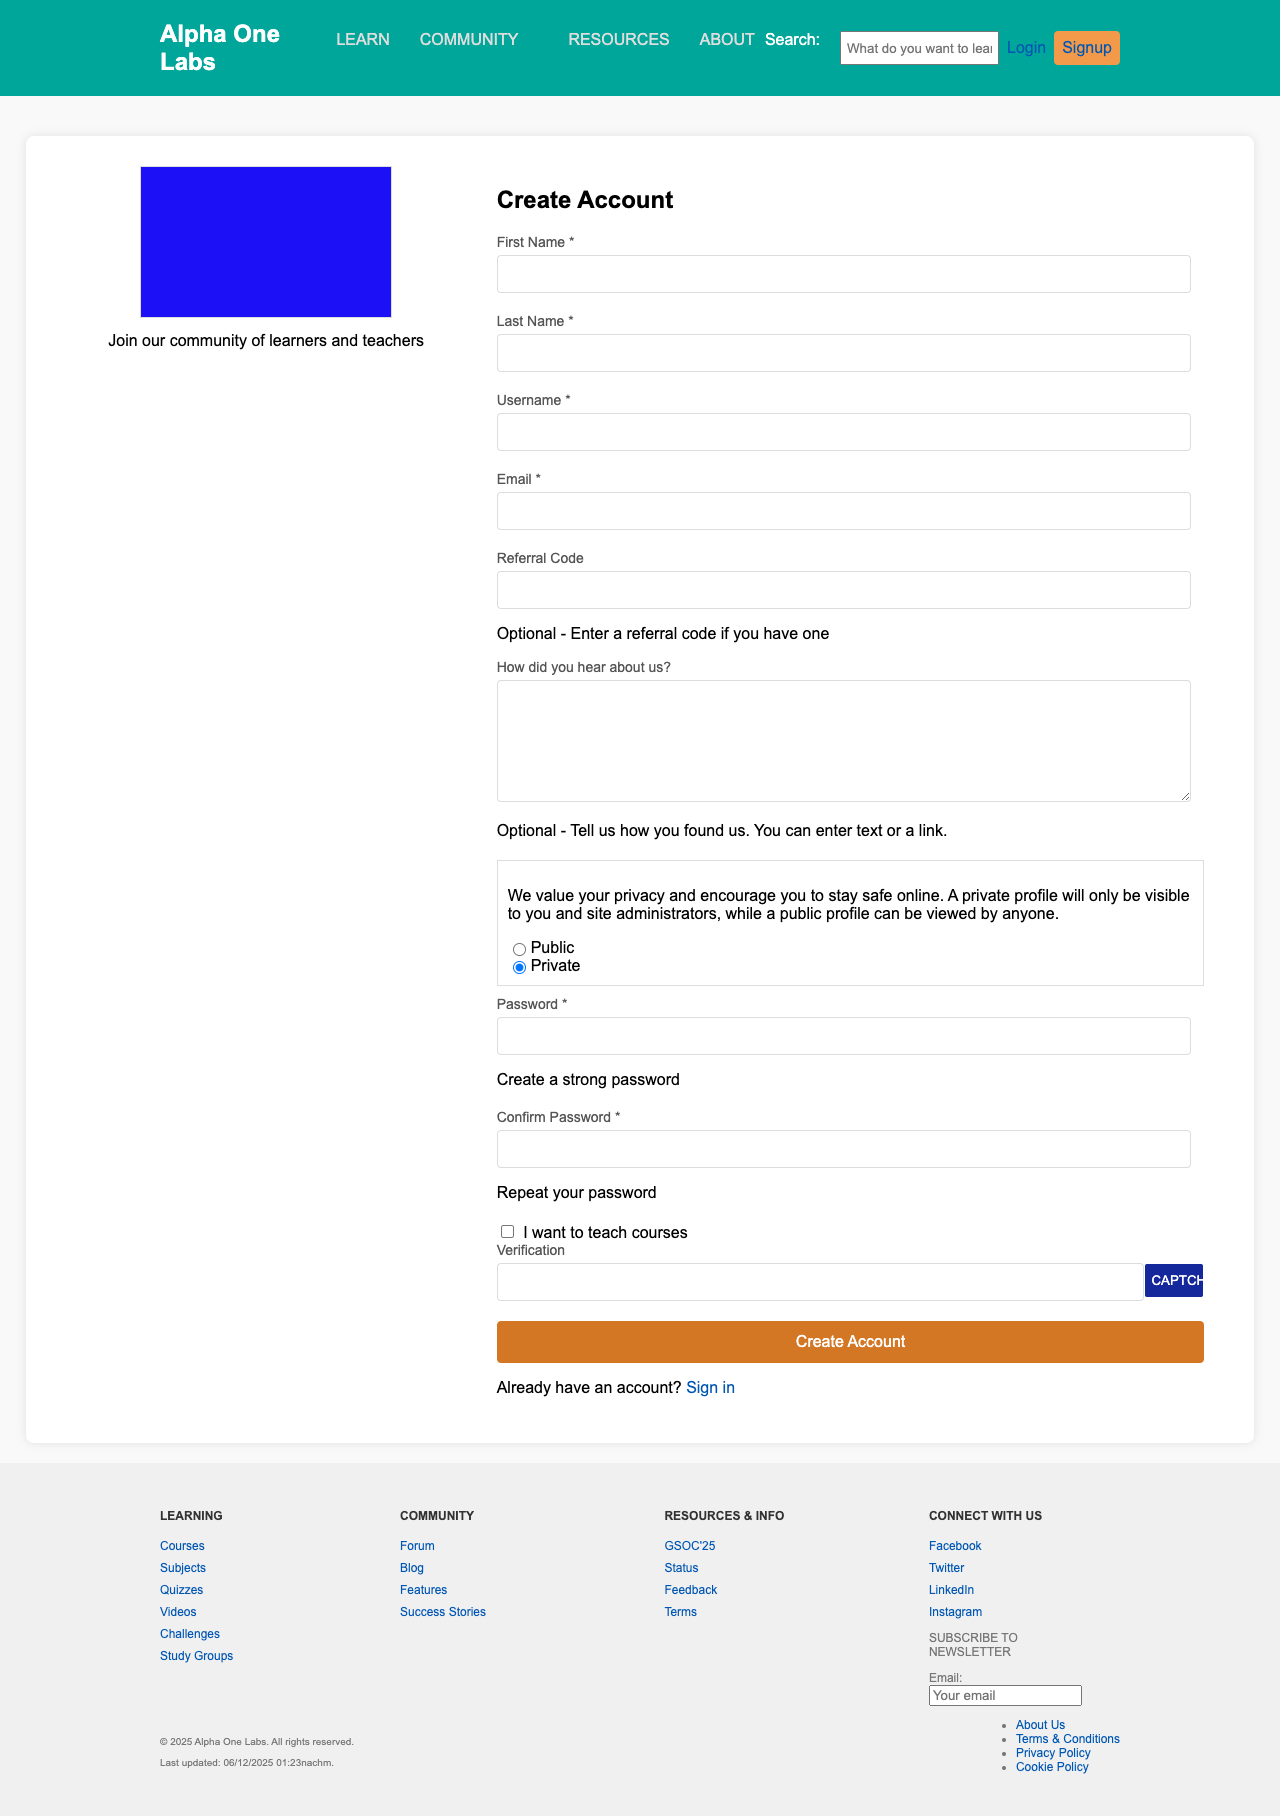 Alpha One
Labs
LEARN
COMMUNITY
RESOURCES
ABOUT
Search:
What do you want to lear
Login
Signup
Join our community of learners and teachers
Create Account
First Name *
Last Name *
Username *
Email *
Referral Code
Optional - Enter a referral code if you have one
How did you hear about us?
Optional - Tell us how you found us. You can enter text or a link.
We value your privacy and encourage you to stay safe online. A private profile will only be visible
to you and site administrators, while a public profile can be viewed by anyone.
Public
Private
Password *
Create a strong password
Confirm Password *
Repeat your password
I want to teach courses
Verification
CAPTCH
Create Account
Already have an account? Sign in
LEARNING
Courses
Subjects
Quizzes
Videos
Challenges
Study Groups
COMMUNITY
Forum
Blog
Features
Success Stories
RESOURCES & INFO
GSOC'25
Status
Feedback
Terms
CONNECT WITH US
Facebook
Twitter
LinkedIn
Instagram
SUBSCRIBE TO
NEWSLETTER
Email:
Your email
© 2025 Alpha One Labs. All rights reserved.
Last updated: 06/12/2025 01:23nachm.
About Us
Terms & Conditions
Privacy Policy
Cookie Policy